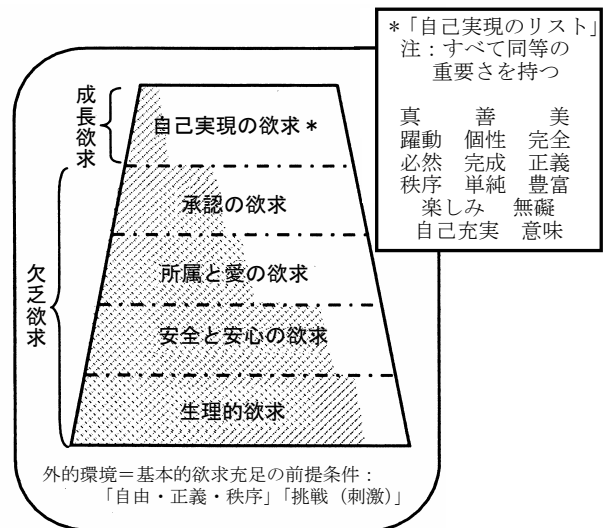 *「自己実現のリスト」
注：すべて同等の
重要さを持つ
真 善 美
躍動 個性 完全
必然 完成 正義
秩序 単純 豊富
楽しみ 無礙
自己充実 意味
成長欲求
自己実現の欲求*
承認の欲求
所属と愛の欲求
安全と安心の欲求
生理的欲求
欠乏欲求
外的環境＝基本的欲求充足の前提条件：
「自由・正義・秩序」「挑戦（刺激）」